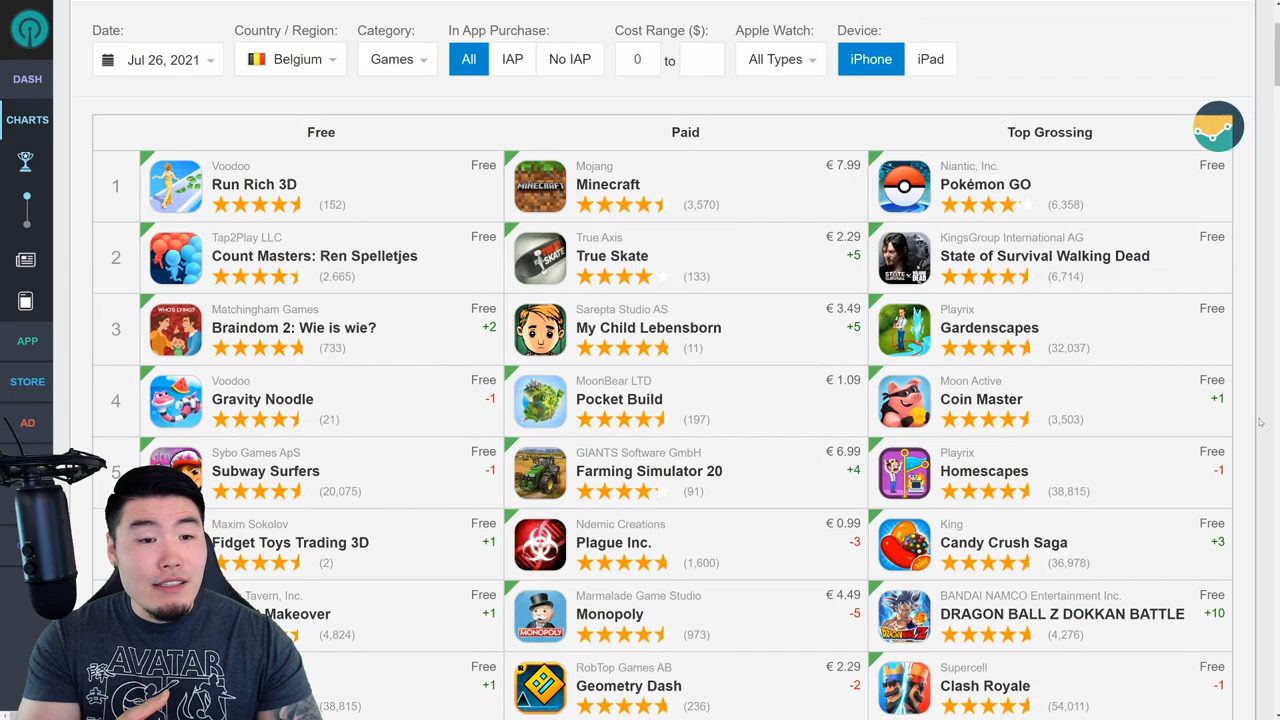 Date:
Country / Region:
Category:
In App Purchase:
Cost Range ($):
Apple Watch:
Device:
Jul 26, 2021
Belgium
Games
All
IAP
No IAP
0
to
All Types
iPhone
iPad
DASH
CHARTS
APP
STORE
AD
Free
Paid
Top Grossing
1
Voodoo
Free
Run Rich 3D
(152)
Mojang
€ 7.99
Minecraft
(3,570)
Niantic, Inc.
Free
Pokémon GO
(6,358)
2
Tap2Play LLC
Free
Count Masters: Ren Spelletjes
(2,665)
True Axis
€ 2.29
True Skate
+5
(133)
KingsGroup International AG
Free
State of Survival Walking Dead
(6,714)
3
Matchingham Games
Free
Braindom 2: Wie is wie?
+2
(733)
WHO'S LYING?
Sarepta Studio AS
€ 3.49
My Child Lebensborn
+5
(11)
Playrix
Free
Gardenscapes
(32,037)
4
Voodoo
Free
Gravity Noodle
-1
(21)
MoonBear LTD
€ 1.09
Pocket Build
(197)
Moon Active
Free
Coin Master
+1
(3,503)
5
Sybo Games ApS
Free
Subway Surfers
-1
(20,075)
GIANTS Software GmbH
€ 6.99
Farming Simulator 20
+4
(91)
Playrix
Free
Homescapes
-1
(38,815)
Maxim Sokolov
Free
Fidget Toys Trading 3D
+1
(2)
Ndemic Creations
€ 0.99
Plague Inc.
-3
(1,600)
King
Free
Candy Crush Saga
+3
(36,978)
Tavern, Inc.
Free
Makeover
+1
(4,824)
Marmalade Game Studio
€ 4.49
Monopoly
-5
(973)
MONOPOLY
BANDAI NAMCO Entertainment Inc.
Free
DRAGON BALL Z DOKKAN BATTLE
+10
(4,276)
Free
+1
(38,815)
RobTop Games AB
€ 2.29
Geometry Dash
-2
(236)
Supercell
Free
Clash Royale
-1
(54,011)
AVATAR